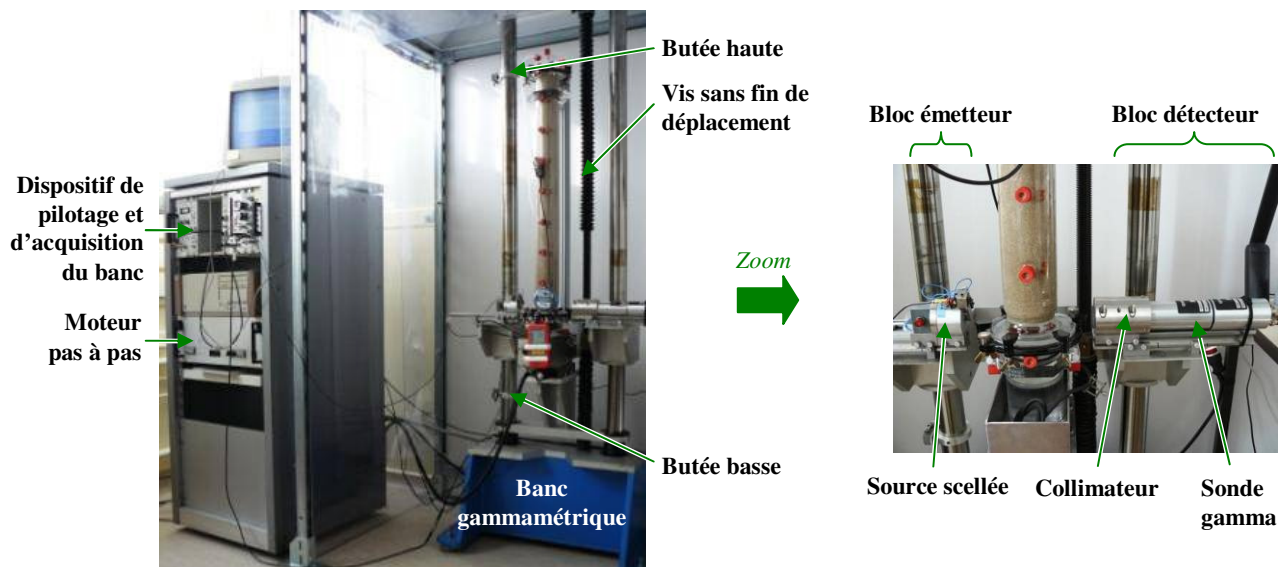 Butée haute
Vis sans fin de
déplacement
Dispositif de
pilotage et
d'acquisition
du banc
Moteur
pas à pas
Butée basse
Banc
gammamétrique
Zoom
Bloc émetteur
Bloc détecteur
Source scellée
Collimateur
Sonde
gamma